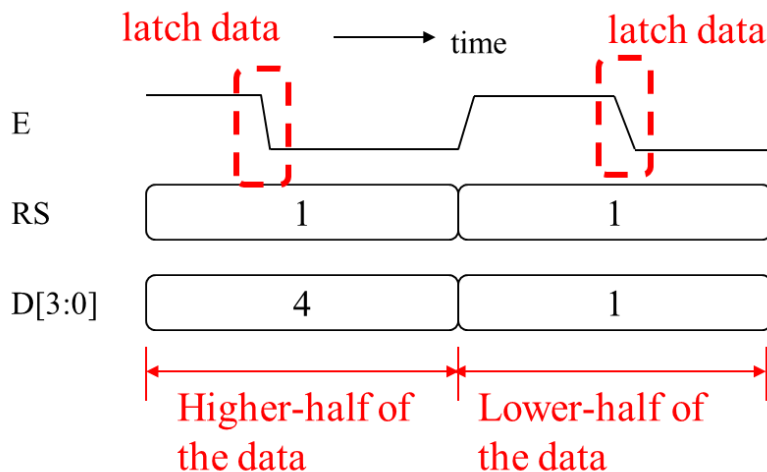 latch data
time
latch data
E
RS
1
1
D[3:0]
4
1
Higher-half of
the data
Lower-half of
the data